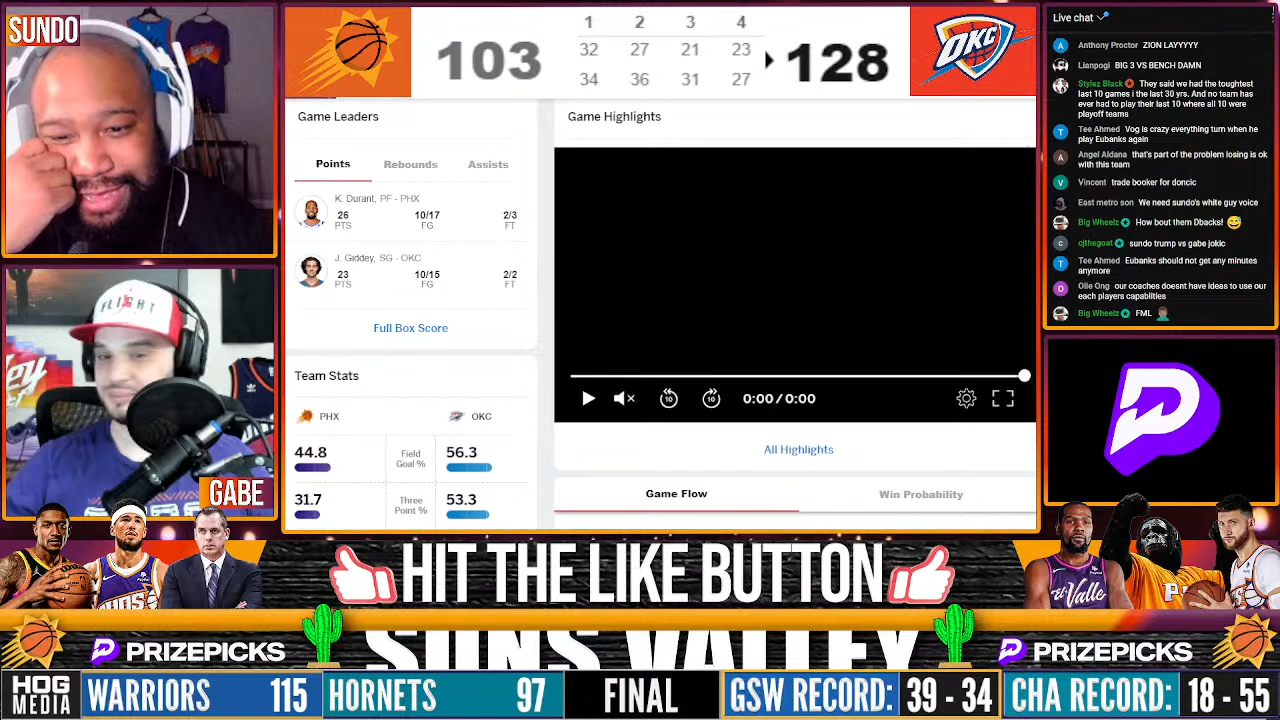 SUNDO
FLIGHT
GABE
103
1 2 3 4
32 27 21 23
34 36 31 27
128
OKC
Game Leaders
Points Rebounds Assists
K. Durant, PF - PHX
26 10/17 2/3
PTS FG FT
J. Giddey, SG - OKC
23 10/15 2/2
PTS FG FT
Full Box Score
Team Stats
PHX OKC
44.8 Field Goal % 56.3
31.7 Three Point % 53.3
Game Highlights
10 10 0:00 / 0:00
All Highlights
Game Flow Win Probability
Live chat
Anthony Proctor ZION LAYYYYY
Lianpogi BIG 3 VS BENCH DAMN
Stylez Black They said we had the toughtest
last 10 games i the last 30 yrs. And no team has
ever had to play their last 10 where all 10 were
playoff teams
Tee Ahmed Vog is crazy everything turn when he
play Eubanks again
Angel Aldana that's part of the problem losing is ok
with this team
Vincent trade booker for doncic
East metro son We need sundo's white guy voice
Big Wheelz How bout them Dbacks!
cjthegoat sundo trump vs gabe jokic
Tee Ahmed Eubanks should not get any minutes
anymore
Olle Ong our coaches doesnt have ideas to use our
each players capabilities
Big Wheelz FML
HIT THE LIKE BUTTON
SUNS VALLEY
PRIZEPICKS
PRIZEPICKS
HOG
MEDIA
WARRIORS 115 HORNETS 97 FINAL GSW RECORD: 39 - 34 CHA RECORD: 18 - 55